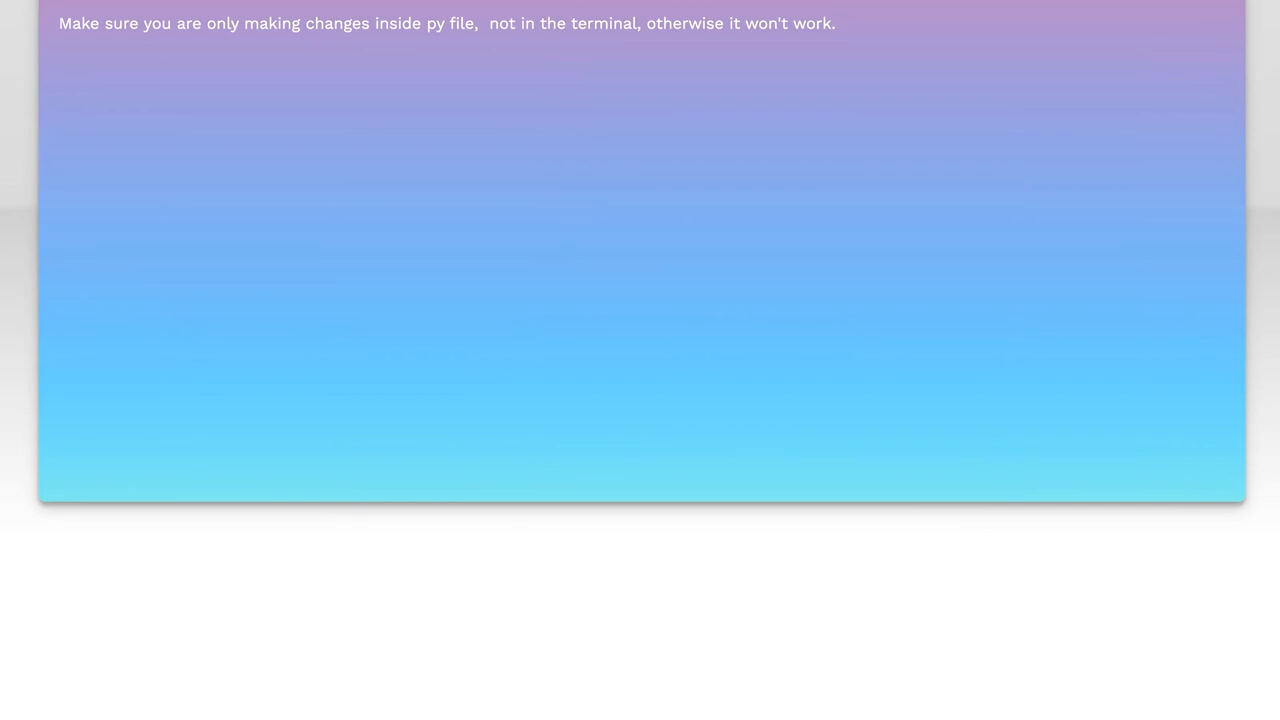 Make sure you are only making changes inside py file,  not in the terminal, otherwise it won't work.